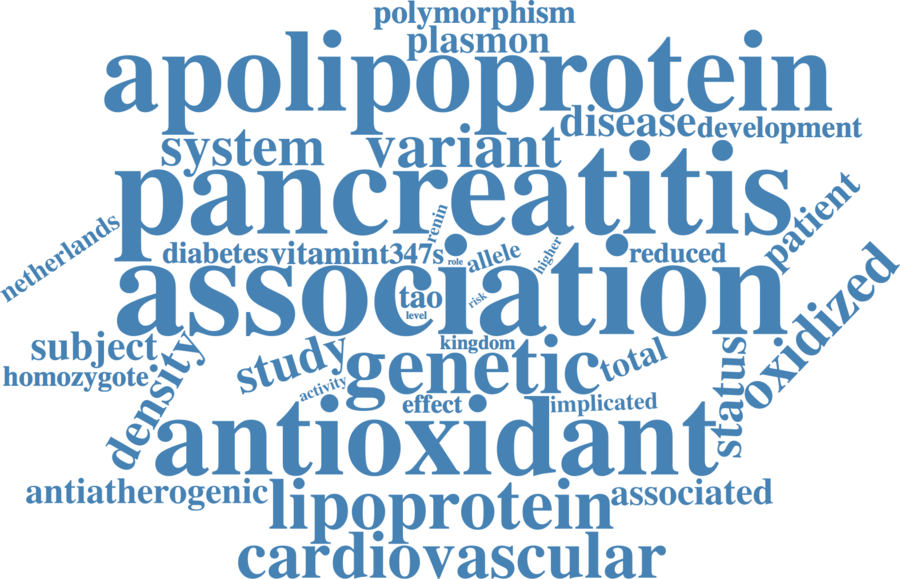 polymorphism
plasmon
apolipoprotein
disease
development
system
variant
pancreatitis
patient
netherlands
renin
diabetes
vitamin
t347s
role
allele
higher
reduced
association
tao
level
risk
oxidized
subject
homozygote
density
study
kingdom
genetic
total
status
activity
effect
implicated
antioxidant
antiatherogenic
lipoprotein
associated
cardiovascular